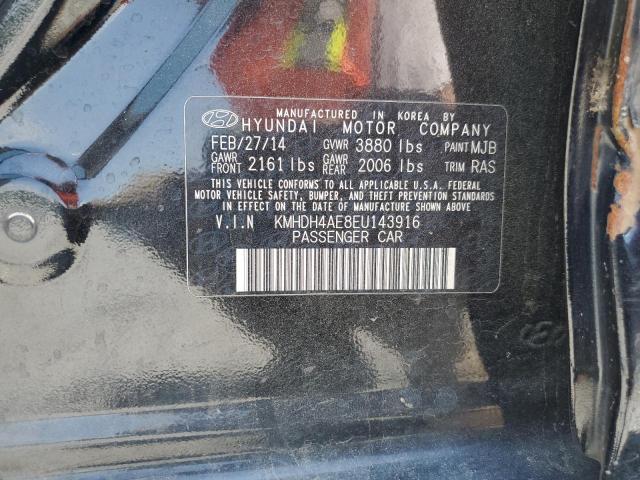 MANUFACTURED IN KOREA BY
HYUNDAI MOTOR COMPANY
FEB/27/14 GVWR 3880 lbs PAINT MJB
GAWR FRONT 2161 lbs GAWR REAR 2006 lbs TRIM RAS
THIS VEHICLE CONFORMS TO ALL APPLICABLE U.S.A. FEDERAL
MOTOR VEHICLE SAFETY, BUMPER, AND THEFT PREVENTION
STANDARDS IN EFFECT ON THE DATE OF MANUFACTURE SHOWN ABOVE.
V.I.N KMHDH4AE8EU143916
PASSENGER CAR